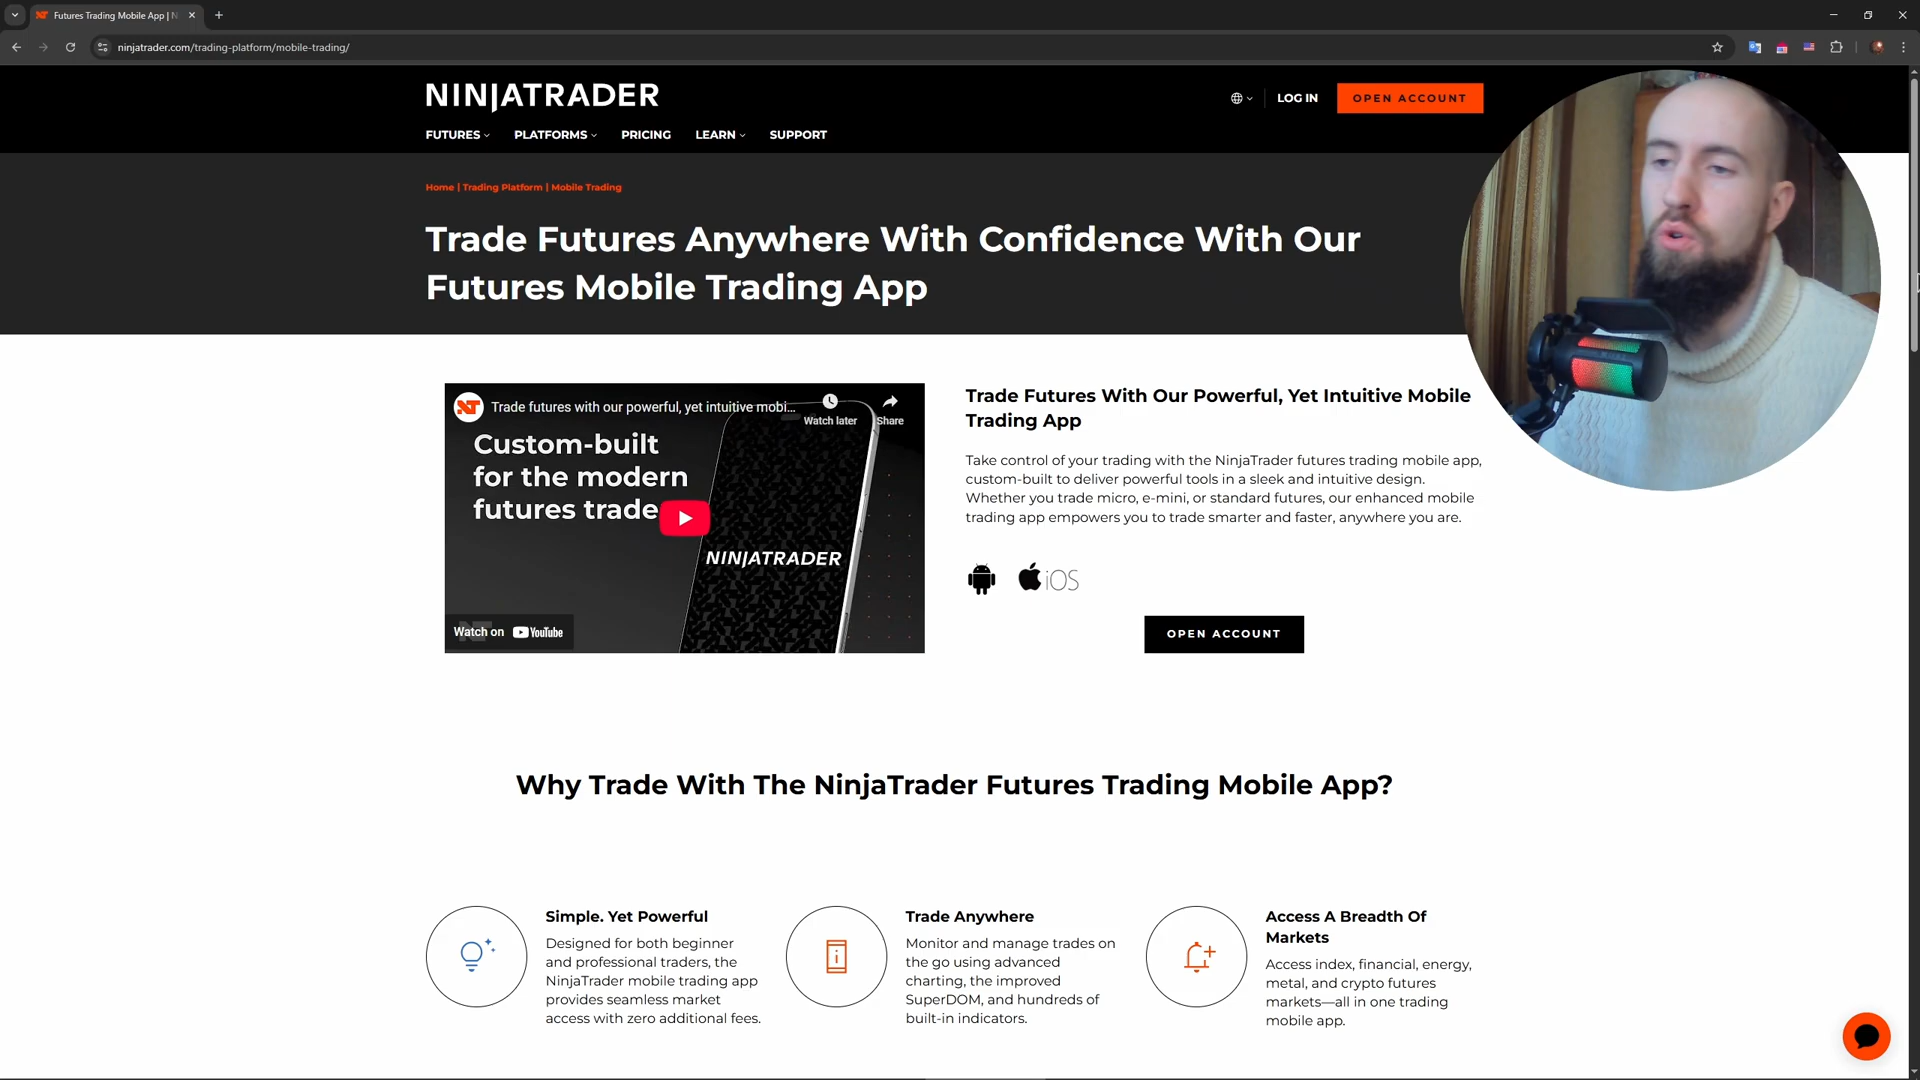 Futures Trading Mobile App | N
ninjatrader.com/trading-platform/mobile-trading/
NINJATRADER
LOG IN
OPEN ACCOUNT
FUTURES
PLATFORMS
PRICING
LEARN
SUPPORT
Home | Trading Platform | Mobile Trading
Trade Futures Anywhere With Confidence With Our
Futures Mobile Trading App
NT
Trade futures with our powerful, yet intuitive mobi...
Watch later
Share
Custom-built
for the modern
futures trade
NINJATRADER
Watch on YouTube
Trade Futures With Our Powerful, Yet Intuitive Mobile
Trading App
Take control of your trading with the NinjaTrader futures trading mobile app,
custom-built to deliver powerful tools in a sleek and intuitive design.
Whether you trade micro, e-mini, or standard futures, our enhanced mobile
trading app empowers you to trade smarter and faster, anywhere you are.
iOS
OPEN ACCOUNT
Why Trade With The NinjaTrader Futures Trading Mobile App?
Simple. Yet Powerful
Designed for both beginner
and professional traders, the
NinjaTrader mobile trading app
provides seamless market
access with zero additional fees.
Trade Anywhere
Monitor and manage trades on
the go using advanced
charting, the improved
SuperDOM, and hundreds of
built-in indicators.
Access A Breadth Of
Markets
Access index, financial, energy,
metal, and crypto futures
markets—all in one trading
mobile app.